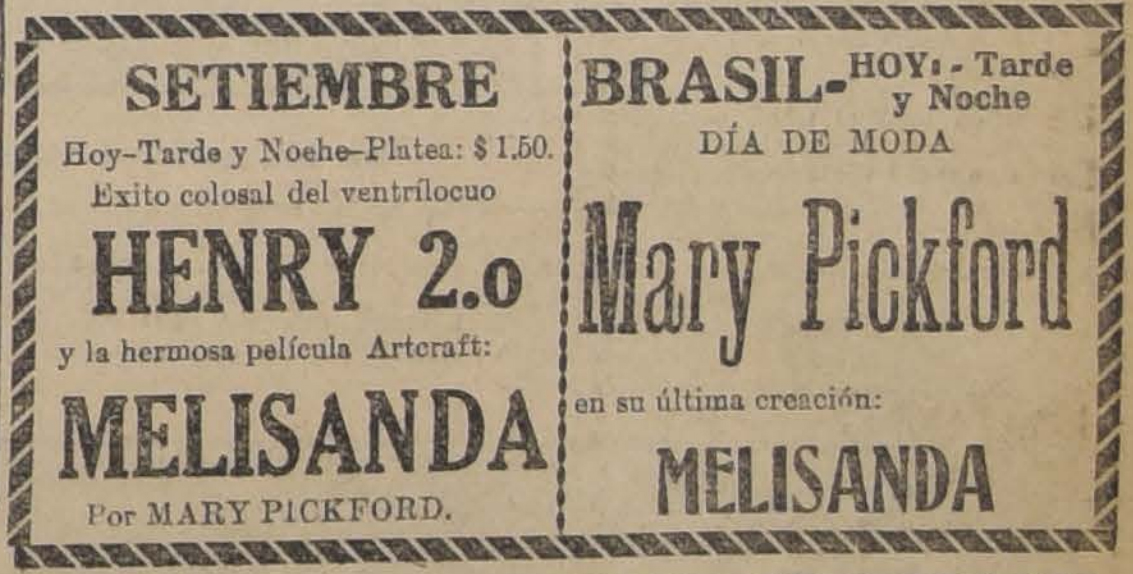 SETIEMBRE
Hoy-Tarde y Noehe-Platea: $ 1.50.
Exito colosal del ventrílocuo
HENRY 2.o
y la hermosa película Artcraft:
MELISANDA
Por MARY PICKFORD.
BRASIL- HOY: - Tarde
y Noche
DÍA DE MODA
Mary Pickford
en su última creación:
MELISANDA